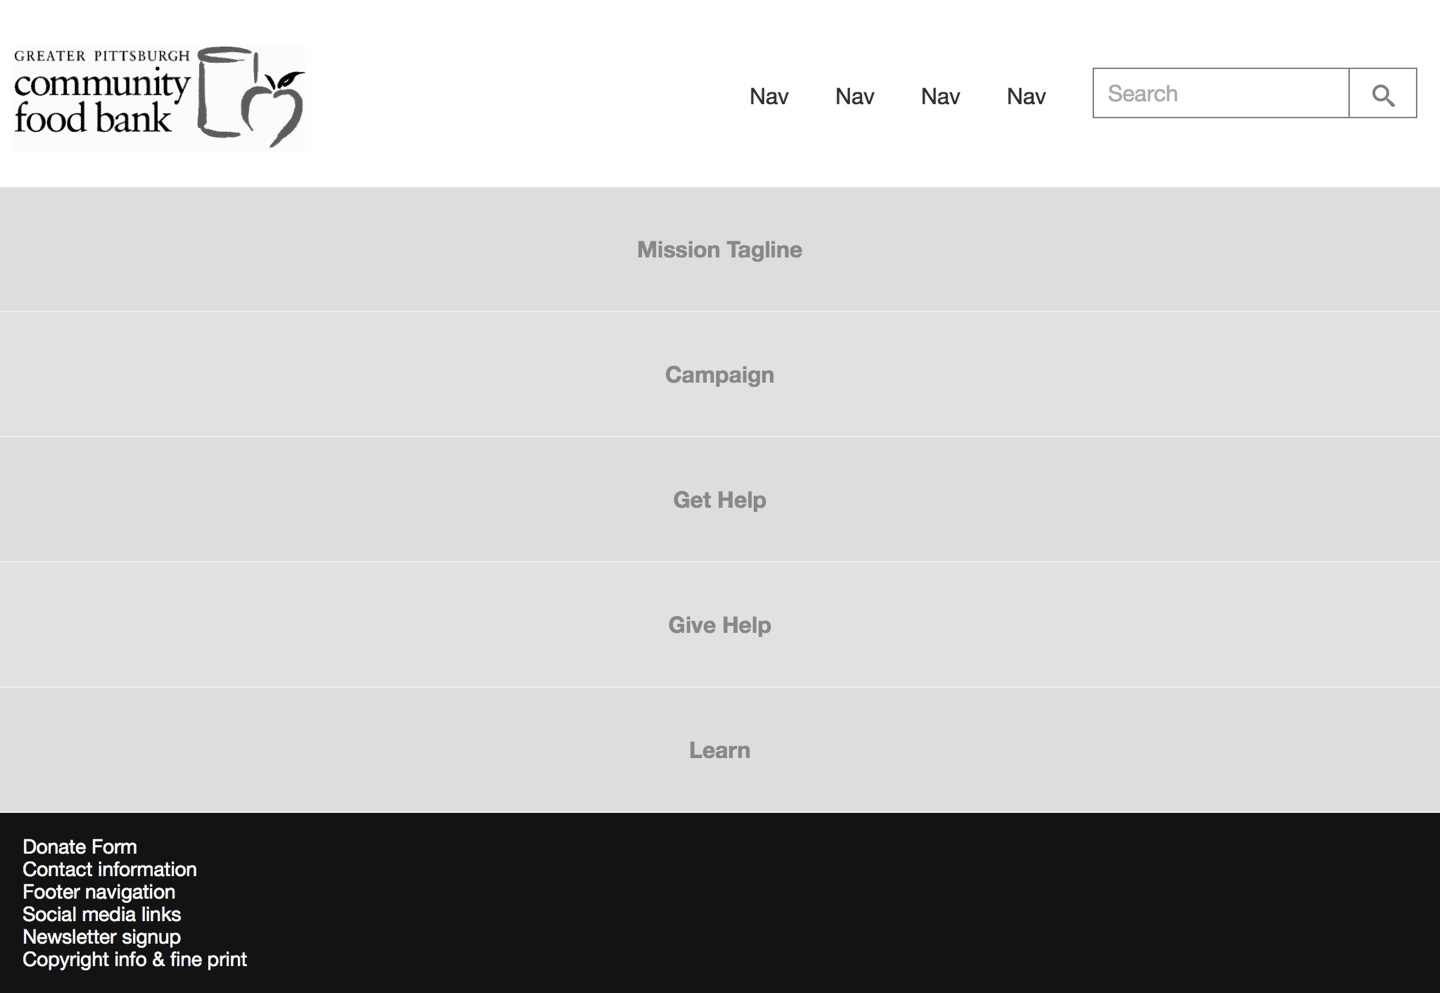 GREATER PITTSBURGH
community
food bank
Nav Nav Nav Nav Search
Mission Tagline
Campaign
Get Help
Give Help
Learn
Donate Form
Contact information
Footer navigation
Social media links
Newsletter signup
Copyright info & fine print